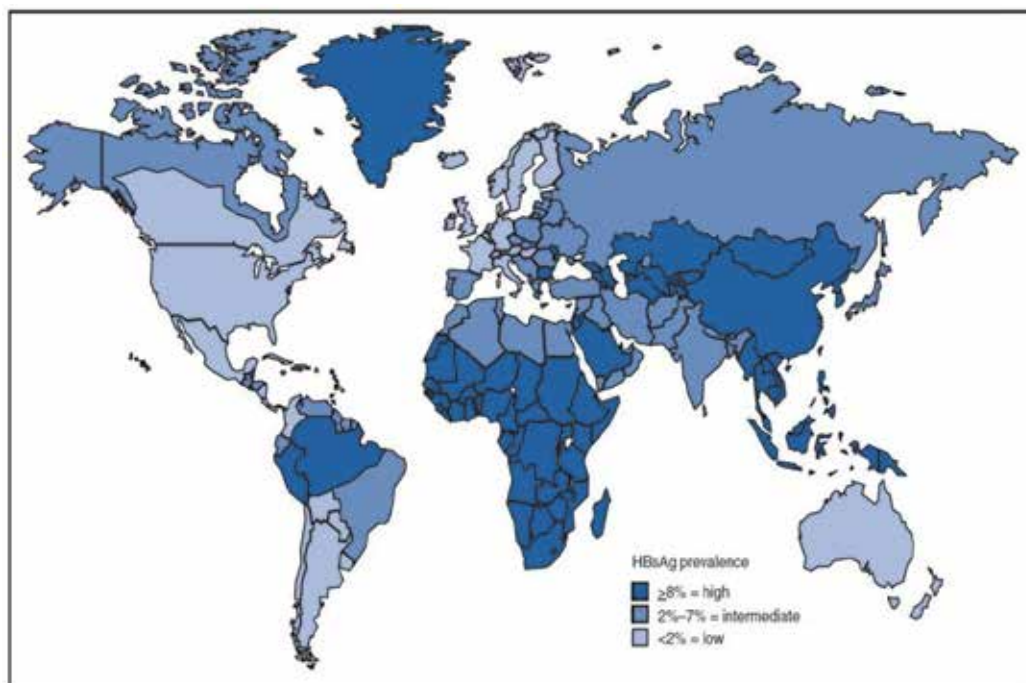 HBsAg prevalence
≥8% = high
2%–7% = intermediate
<2% = low